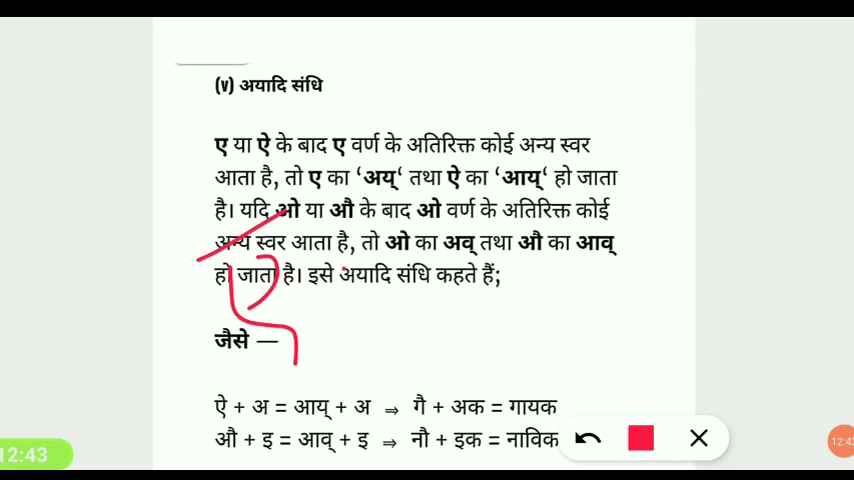 (v) अयादि संधि
ए या ऐ के बाद ए वर्ण के अतिरिक्त कोई अन्य स्वर
आता है, तो ए का ‘अय्‘ तथा ऐ का ‘आय्‘ हो जाता
है। यदि ओ या औ के बाद ओ वर्ण के अतिरिक्त कोई
अन्य स्वर आता है, तो ओ का अव् तथा औ का आव्
हो जाता है। इसे अयादि संधि कहते हैं;
जैसे —
ऐ + अ = आय् + अ ⇒ गै + अक = गायक
औ + इ = आव् + इ ⇒ नौ + इक = नाविक
12:43